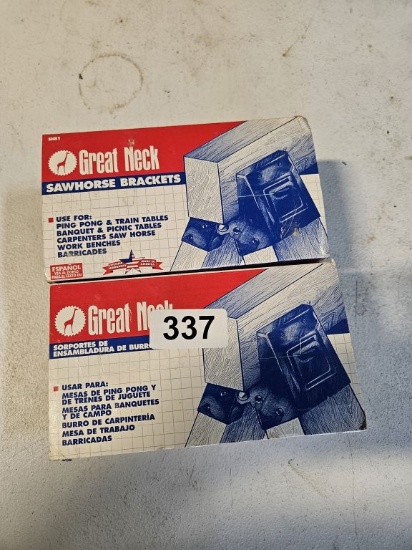 Great Neck
SAWHORSE BRACKETS
USE FOR:
PING PONG & TRAIN TABLES
BANQUET & PICNIC TABLES
CARPENTERS SAW HORSE
WORK BENCHES
BARRICADES
ESPAÑOL
Great Neck
337
SOPORTES DE
ENSAMBLADURA DE
USAR PARA:
MESAS DE PING PONG Y
DE TRENES DE JUGUETE
MESAS PARA BANQUETES
Y DE CAMPO
BURRO DE CARPINTERÍA
MESA DE TRABAJO
BARRICADAS